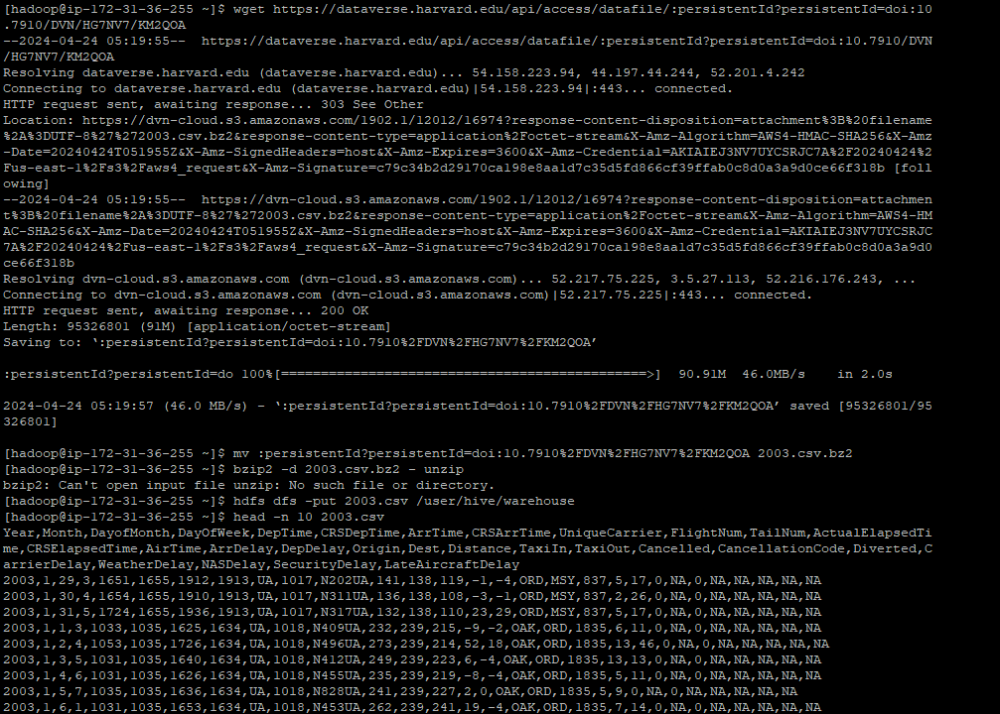 [hadoop@ip-172-31-36-255 ~]$ wget https://dataverse.harvard.edu/api/access/datafile/:persistentId?persistentId=doi:10
.7910/DVN/HG7NV7/KM2QOA
--2024-04-24 05:19:55--  https://dataverse.harvard.edu/api/access/datafile/:persistentId?persistentId=doi:10.7910/DVN
/HG7NV7/KM2QOA
Resolving dataverse.harvard.edu (dataverse.harvard.edu)... 54.158.223.94, 44.197.44.244, 52.201.4.242
Connecting to dataverse.harvard.edu (dataverse.harvard.edu)|54.158.223.94|:443... connected.
HTTP request sent, awaiting response... 303 See Other
Location: https://dvn-cloud.s3.amazonaws.com/1902.1/12012/16974?response-content-disposition=attachment%3B%20filename
%2A%3DUTF-8%27%272003.csv.bz2&response-content-type=application%2Foctet-stream&X-Amz-Algorithm=AWS4-HMAC-SHA256&X-Amz
-Date=20240424T051955Z&X-Amz-SignedHeaders=host&X-Amz-Expires=3600&X-Amz-Credential=AKIAIEJ3NV7UYCSRJC7A%2F20240424%2
Fus-east-1%2Fs3%2Faws4_request&X-Amz-Signature=c79c34b2d29170ca198e8aa1d7c35d5fd866cf39ffab0c8d0a3a9d0ce66f318b [foll
owing]
--2024-04-24 05:19:55--  https://dvn-cloud.s3.amazonaws.com/1902.1/12012/16974?response-content-disposition=attachmen
t%3B%20filename%2A%3DUTF-8%27%272003.csv.bz2&response-content-type=application%2Foctet-stream&X-Amz-Algorithm=AWS4-HM
AC-SHA256&X-Amz-Date=20240424T051955Z&X-Amz-SignedHeaders=host&X-Amz-Expires=3600&X-Amz-Credential=AKIAIEJ3NV7UYCSRJC
7A%2F20240424%2Fus-east-1%2Fs3%2Faws4_request&X-Amz-Signature=c79c34b2d29170ca198e8aa1d7c35d5fd866cf39ffab0c8d0a3a9d0
ce66f318b
Resolving dvn-cloud.s3.amazonaws.com (dvn-cloud.s3.amazonaws.com)... 52.217.75.225, 3.5.27.113, 52.216.176.243, ...
Connecting to dvn-cloud.s3.amazonaws.com (dvn-cloud.s3.amazonaws.com)|52.217.75.225|:443... connected.
HTTP request sent, awaiting response... 200 OK
Length: 95326801 (91M) [application/octet-stream]
Saving to: ‘:persistentId?persistentId=doi:10.7910%2FDVN%2FHG7NV7%2FKM2QOA’
:persistentId?persistentId=do 100%[==============================================>]  90.91M  46.0MB/s    in 2.0s
2024-04-24 05:19:57 (46.0 MB/s) - ‘:persistentId?persistentId=doi:10.7910%2FDVN%2FHG7NV7%2FKM2QOA’ saved [95326801/95
326801]
[hadoop@ip-172-31-36-255 ~]$ mv :persistentId?persistentId=doi:10.7910%2FDVN%2FHG7NV7%2FKM2QOA 2003.csv.bz2
[hadoop@ip-172-31-36-255 ~]$ bzip2 -d 2003.csv.bz2 - unzip
bzip2: Can't open input file unzip: No such file or directory.
[hadoop@ip-172-31-36-255 ~]$ hdfs dfs -put 2003.csv /user/hive/warehouse
[hadoop@ip-172-31-36-255 ~]$ head -n 10 2003.csv
Year,Month,DayofMonth,DayOfWeek,DepTime,CRSDepTime,ArrTime,CRSArrTime,UniqueCarrier,FlightNum,TailNum,ActualElapsedTi
me,CRSElapsedTime,AirTime,ArrDelay,DepDelay,Origin,Dest,Distance,TaxiIn,TaxiOut,Cancelled,CancellationCode,Diverted,C
arrierDelay,WeatherDelay,NASDelay,SecurityDelay,LateAircraftDelay
2003,1,29,3,1651,1655,1912,1913,UA,1017,N202UA,141,138,119,-1,-4,ORD,MSY,837,5,17,0,NA,0,NA,NA,NA,NA,NA
2003,1,30,4,1654,1655,1910,1913,UA,1017,N311UA,136,138,108,-3,-1,ORD,MSY,837,2,26,0,NA,0,NA,NA,NA,NA,NA
2003,1,31,5,1724,1655,1936,1913,UA,1017,N317UA,132,138,110,23,29,ORD,MSY,837,5,17,0,NA,0,NA,NA,NA,NA,NA
2003,1,1,3,1033,1035,1625,1634,UA,1018,N409UA,232,239,215,-9,-2,OAK,ORD,1835,6,11,0,NA,0,NA,NA,NA,NA,NA
2003,1,2,4,1053,1035,1726,1634,UA,1018,N496UA,273,239,214,52,18,OAK,ORD,1835,13,46,0,NA,0,NA,NA,NA,NA,NA
2003,1,3,5,1031,1035,1640,1634,UA,1018,N412UA,249,239,223,6,-4,OAK,ORD,1835,13,13,0,NA,0,NA,NA,NA,NA,NA
2003,1,4,6,1031,1035,1626,1634,UA,1018,N455UA,235,239,219,-8,-4,OAK,ORD,1835,5,11,0,NA,0,NA,NA,NA,NA,NA
2003,1,5,7,1035,1035,1636,1634,UA,1018,N828UA,241,239,227,2,0,OAK,ORD,1835,5,9,0,NA,0,NA,NA,NA,NA,NA
2003,1,6,1,1031,1035,1653,1634,UA,1018,N453UA,262,239,241,19,-4,OAK,ORD,1835,7,14,0,NA,0,NA,NA,NA,NA,NA